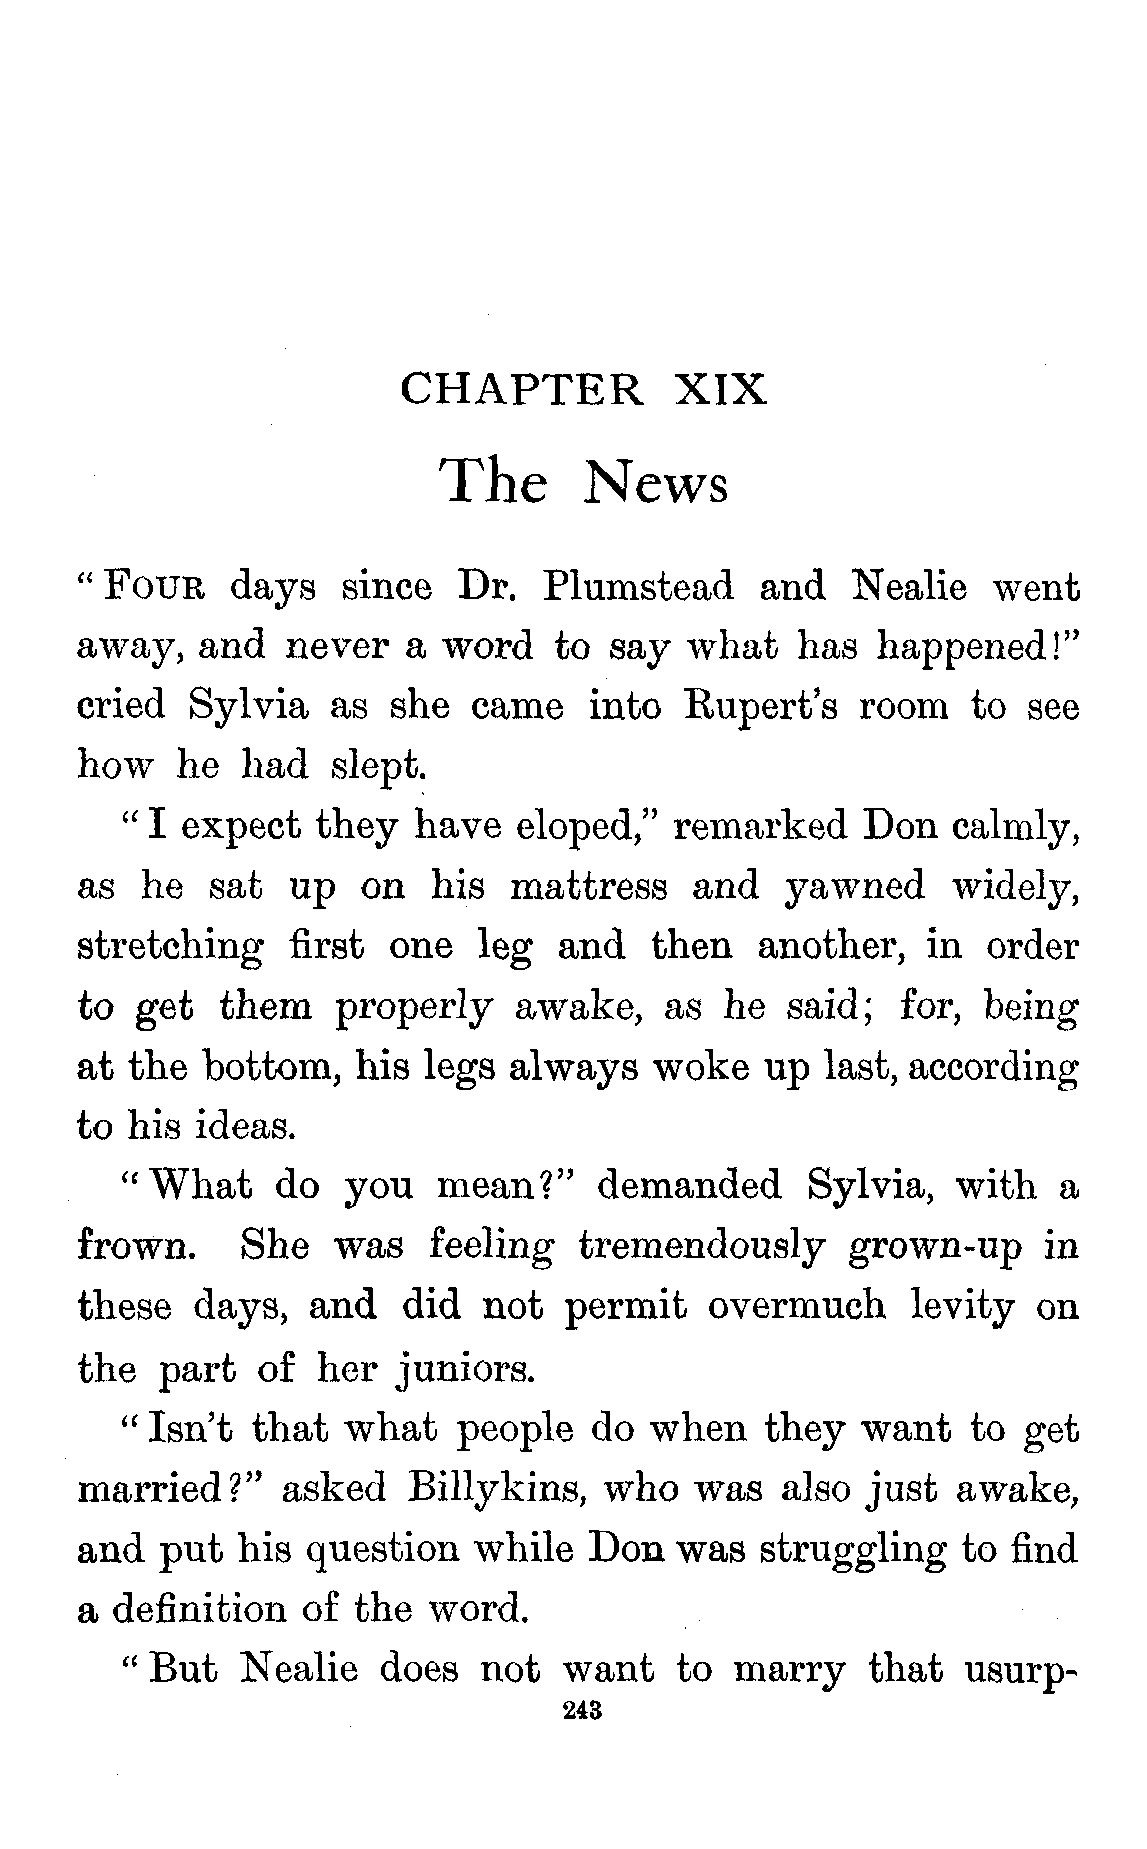 CHAPTER XIX
The News
“FOUR days since Dr. Plumstead and Nealie went
away, and never a word to say what has happened!”
cried Sylvia as she came into Rupert’s room to see
how he had slept.
“I expect they have eloped,” remarked Don calmly,
as he sat up on his mattress and yawned widely,
stretching first one leg and then another, in order
to get them properly awake, as he said; for, being
at the bottom, his legs always woke up last, according
to his ideas.
“What do you mean?” demanded Sylvia, with a
frown. She was feeling tremendously grown-up in
these days, and did not permit overmuch levity on
the part of her juniors.
“Isn’t that what people do when they want to get
married?” asked Billykins, who was also just awake,
and put his question while Don was struggling to find
a definition of the word.
“But Nealie does not want to marry that usurp-
243